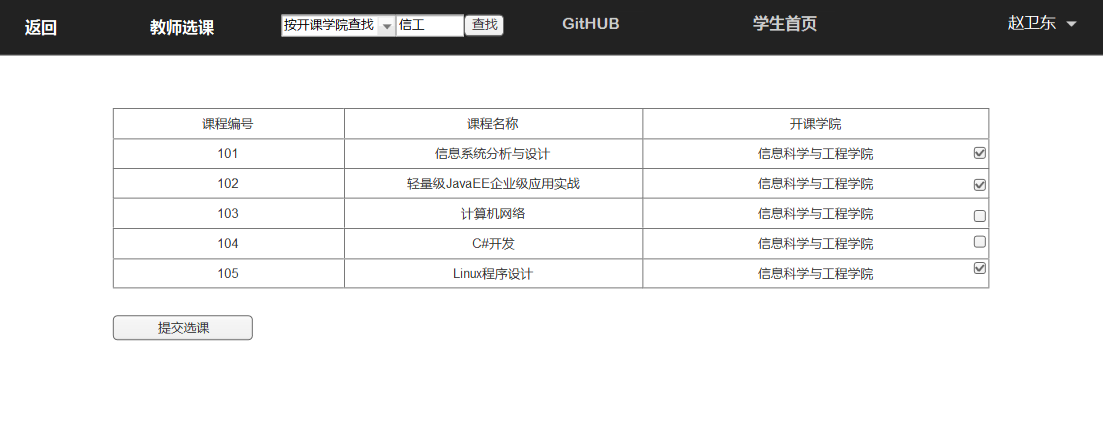 返回 教师选课 按开课学院查找 信工 查找 GitHUB 学生首页 赵卫东
课程编号 课程名称 开课学院
101 信息系统分析与设计 信息科学与工程学院
102 轻量级JavaEE企业级应用实战 信息科学与工程学院
103 计算机网络 信息科学与工程学院
104 C#开发 信息科学与工程学院
105 Linux程序设计 信息科学与工程学院
提交选课